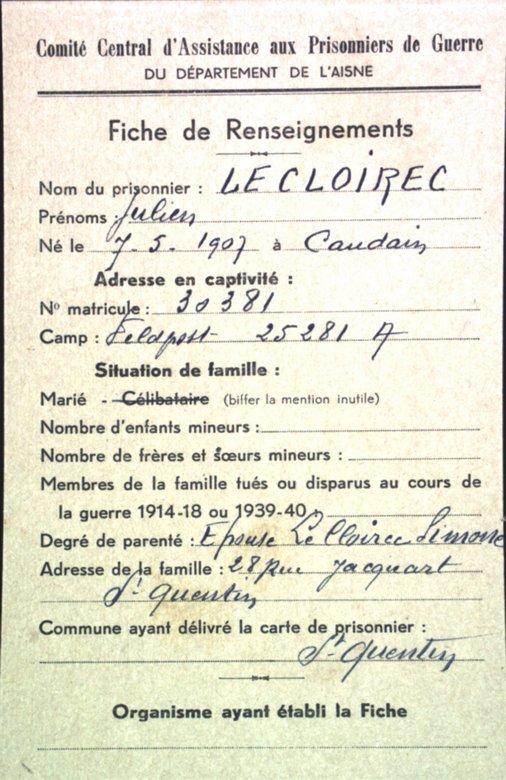 Comité Central d'Assistance aux Prisonniers de Guerre
DU DÉPARTEMENT DE L'AISNE
Fiche de Renseignements
Nom du prisonnier : LE CLOIREC
Prénoms : Julien
Né le 7-5-1907 à Caudain
Adresse en captivité :
No matricule : 30381
Camp : Feldpost 25281 A
Situation de famille :
Marié - Célibataire (biffer la mention inutile)
Nombre d'enfants mineurs :
Nombre de frères et sœurs mineurs :
Membres de la famille tués ou disparus au cours de
la guerre 1914-18 ou 1939-40
Degré de parenté : Epouse Le Cloirec Simone
Adresse de la famille : 28 Rue Jacquart
St Quentin
Commune ayant délivré la carte de prisonnier :
St-Quentin
Organisme ayant établi la Fiche